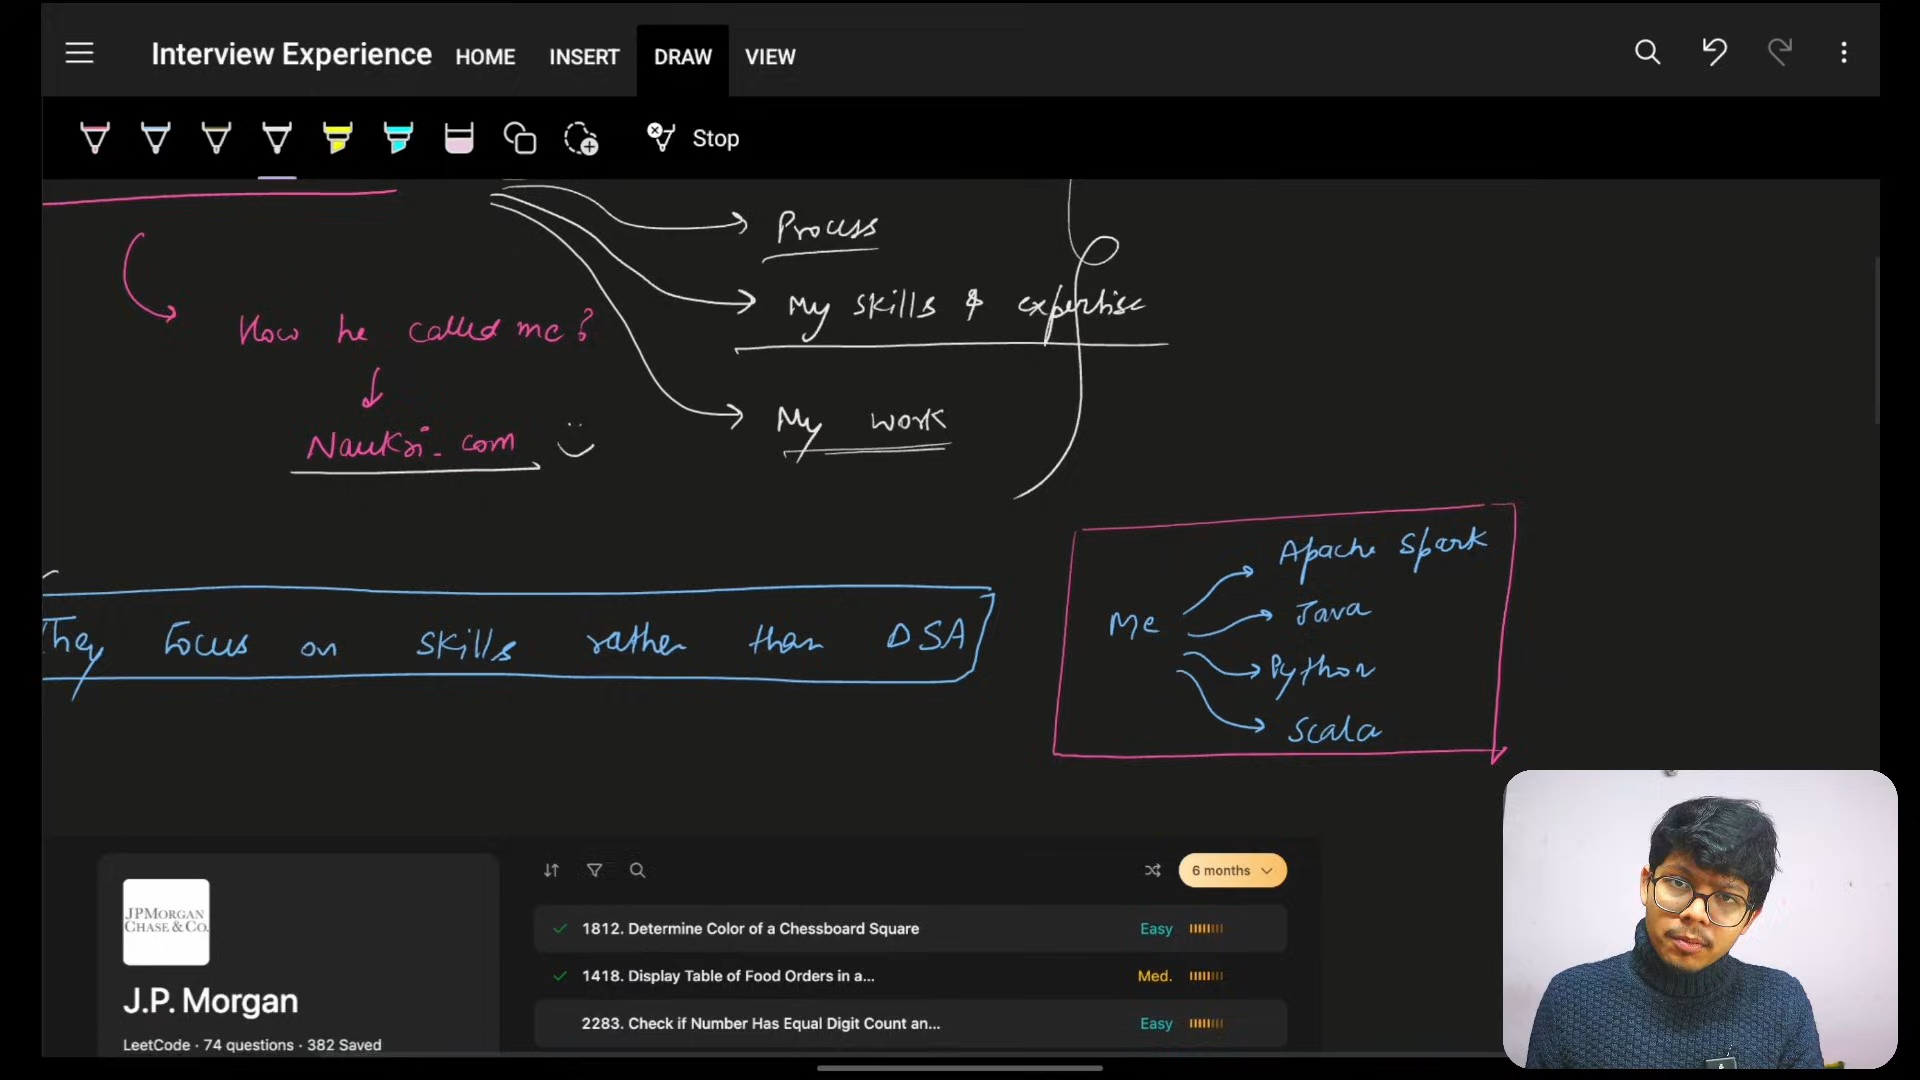 Interview Experience HOME INSERT DRAW VIEW
Stop
Process
My skills & expertise
How he called me?
My work
Naukri.com
They focus on skills rather than DSA
Me
Apache Spark
Java
Python
Scala
JPMORGAN
CHASE & CO.
J.P. Morgan
LeetCode · 74 questions · 382 Saved
6 months
1812. Determine Color of a Chessboard Square Easy
1418. Display Table of Food Orders in a... Med.
2283. Check if Number Has Equal Digit Count an... Easy